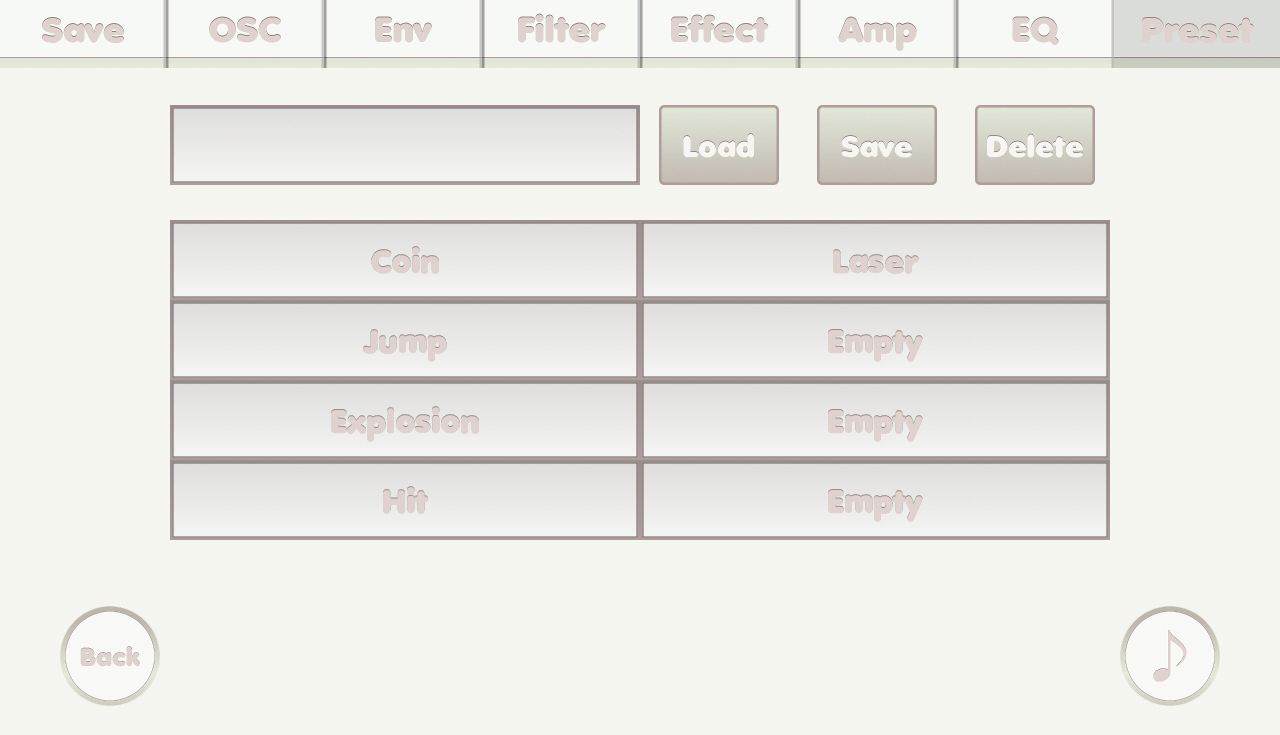 Save OSC Env Filter Effect Amp EQ Preset
Load Save Delete
Coin Laser
Jump Empty
Explosion Empty
Hit Empty
Back